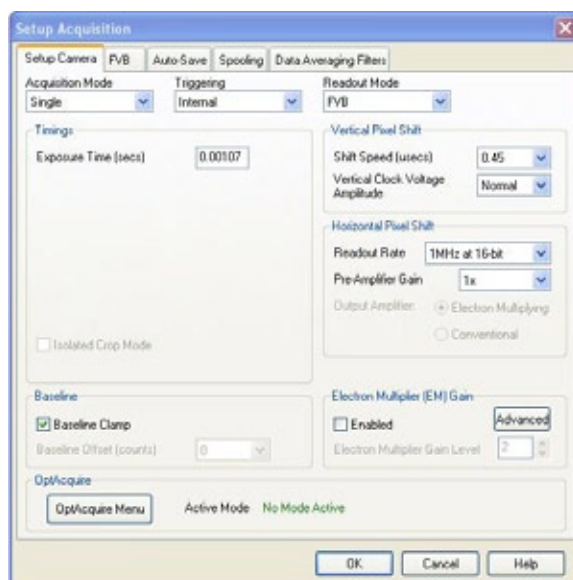 Setup Acquisition
Setup Camera FVB Auto-Save Spooling Data Averaging Filters
Acquisition Mode Triggering Readout Mode
Single Internal FVB
Timings
Exposure Time (secs) 0.00107
Isolated Crop Mode
Vertical Pixel Shift
Shift Speed (usecs) 0.45
Vertical Clock Voltage
Amplitude Normal
Horizontal Pixel Shift
Readout Rate 1MHz at 16-bit
Pre-Amplifier Gain 1x
Output Amplifier: Electron Multiplying
Conventional
Baseline
Baseline Clamp
Baseline Offset (counts) 0
Electron Multiplier (EM) Gain
Enabled Advanced
Electron Multiplier Gain Level 2
OptAcquire
OptAcquire Menu Active Mode No Mode Active
OK Cancel Help